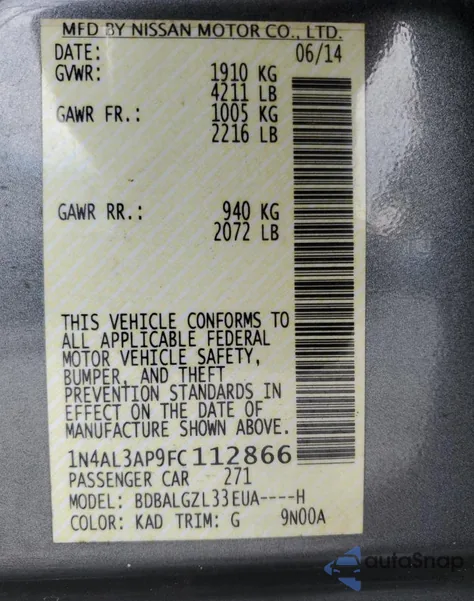 MFD BY NISSAN MOTOR CO., LTD.
DATE: 06/14
GVWR: 1910 KG
4211 LB
GAWR FR.: 1005 KG
2216 LB
GAWR RR.: 940 KG
2072 LB
THIS VEHICLE CONFORMS TO
ALL APPLICABLE FEDERAL
MOTOR VEHICLE SAFETY,
BUMPER, AND THEFT
PREVENTION STANDARDS IN
EFFECT ON THE DATE OF
MANUFACTURE SHOWN ABOVE.
1N4AL3AP9FC112866
PASSENGER CAR 271
MODEL: BDBALGZL33EUA----H
COLOR: KAD TRIM: G 9N00A
autoSnap